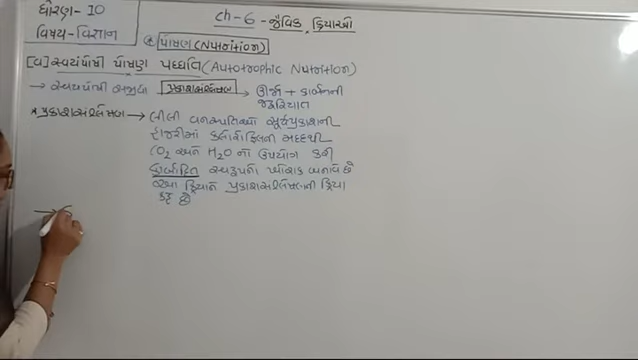 ધોરણ- 10
વિષય- વિજ્ઞાન
ch-6 - જૈવિક ક્રિયાઓ
* પોષણ (Nutrition)
[વ] સ્વયંપોષી પોષણ પધ્ધતિ (Autotrophic Nutrition)
→ સ્વયંપોષી સજીવો પ્રકાશસંશ્લેષણ → ઊર્જા + કાર્બનની
જરૂરિયાત
* પ્રકાશસંશ્લેષણ → લીલી વનસ્પતિઓ સૂર્યપ્રકાશની
હાજરીમાં ક્લોરોફિલની મદદથી
CO2 અને H2O નો ઉપયોગ કરી
કાર્બોદિત સ્વરૂપનો ખોરાક બનાવે છે
આ ક્રિયાને પ્રકાશસંશ્લેષણની ક્રિયા
કહે છે